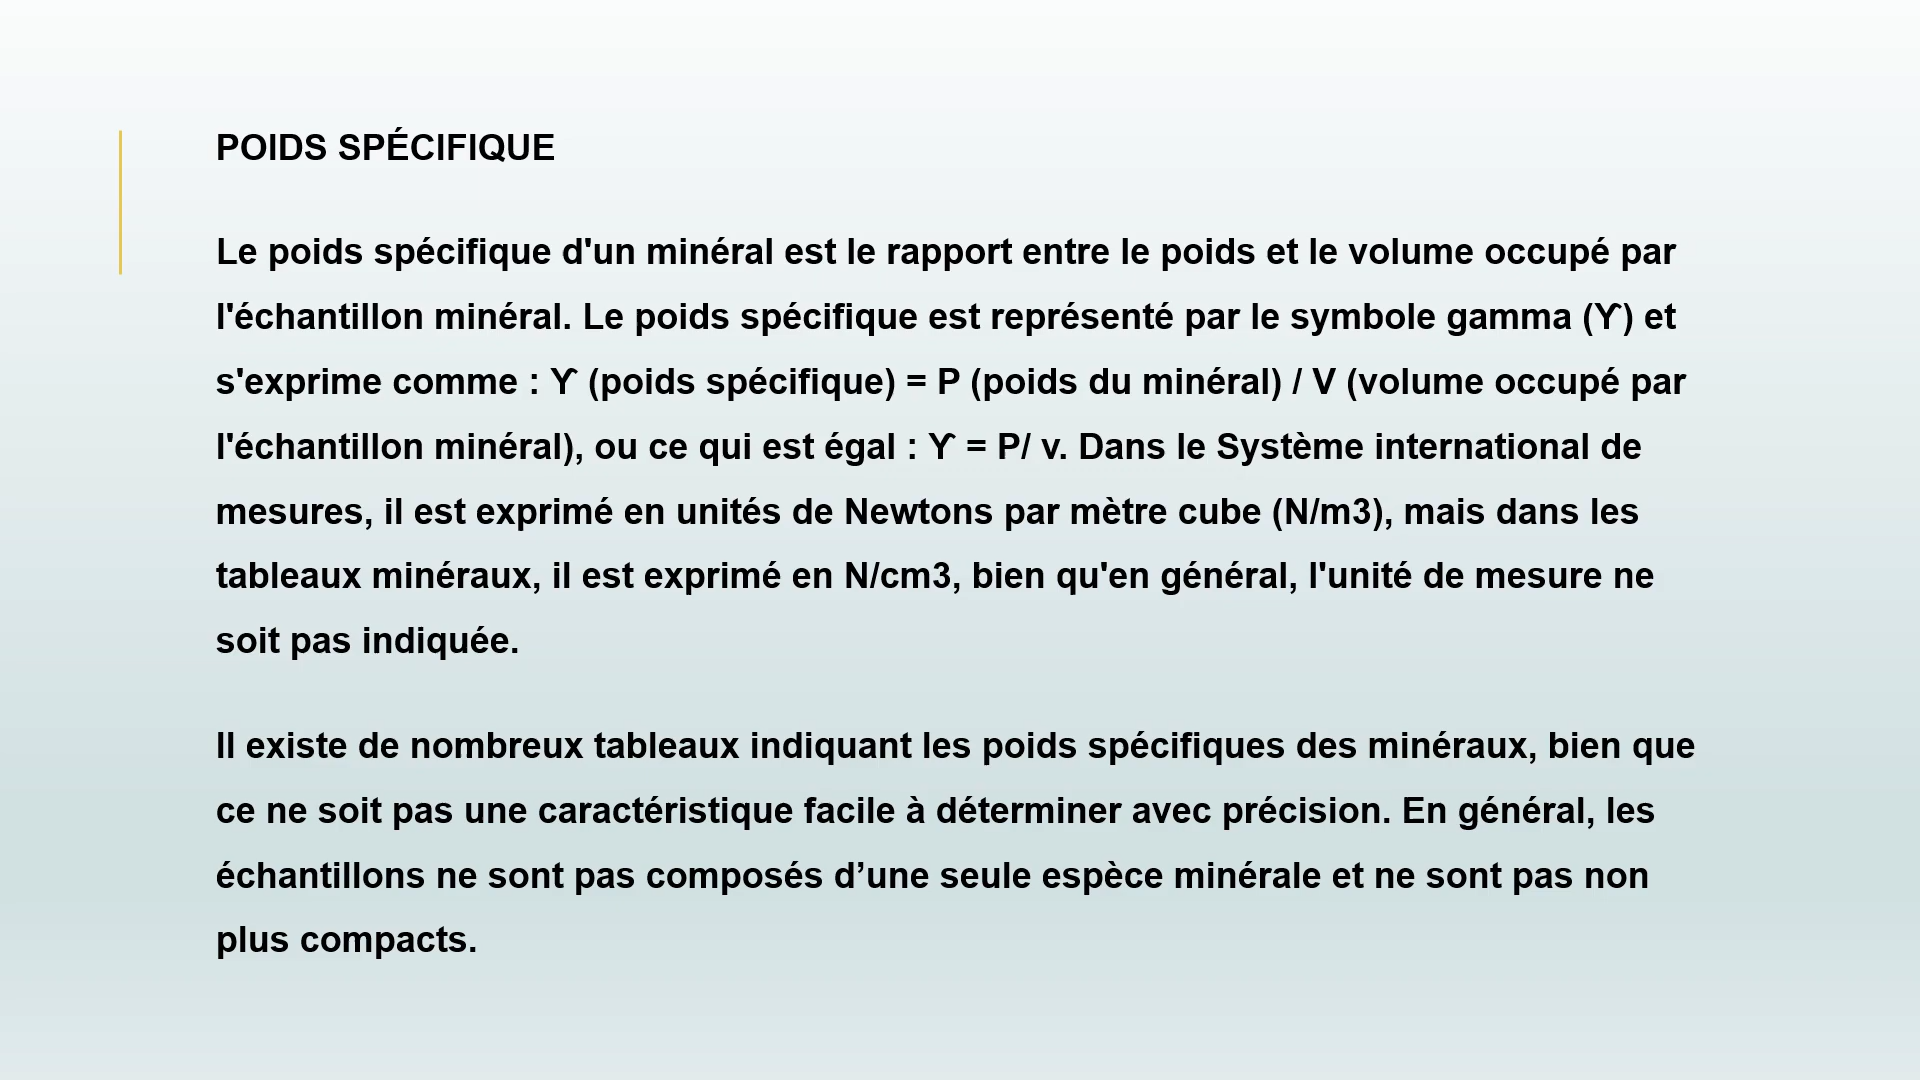 POIDS SPÉCIFIQUE
Le poids spécifique d'un minéral est le rapport entre le poids et le volume occupé par
l'échantillon minéral. Le poids spécifique est représenté par le symbole gamma (ϒ) et
s'exprime comme : ϒ (poids spécifique) = P (poids du minéral) / V (volume occupé par
l'échantillon minéral), ou ce qui est égal : ϒ = P/ v. Dans le Système international de
mesures, il est exprimé en unités de Newtons par mètre cube (N/m3), mais dans les
tableaux minéraux, il est exprimé en N/cm3, bien qu'en général, l'unité de mesure ne
soit pas indiquée.
Il existe de nombreux tableaux indiquant les poids spécifiques des minéraux, bien que
ce ne soit pas une caractéristique facile à déterminer avec précision. En général, les
échantillons ne sont pas composés d’une seule espèce minérale et ne sont pas non
plus compacts.